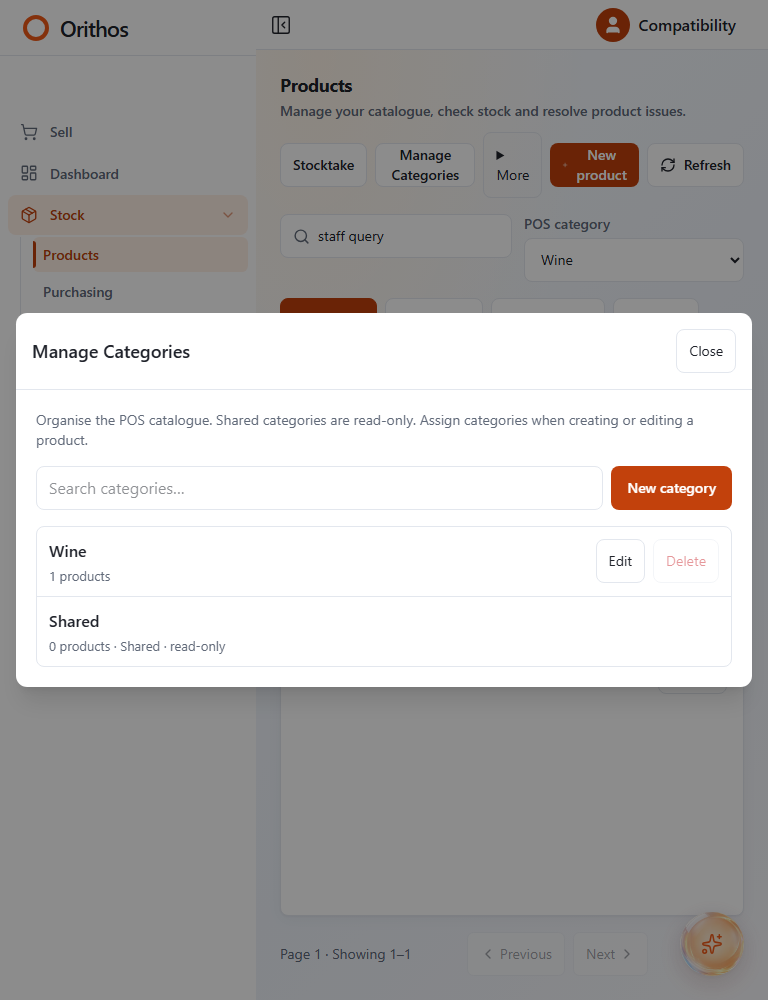 Orithos
Compatibility
Products
Manage your catalogue, check stock and resolve product issues.
Sell
Dashboard
Stock
Products
Purchasing
Stocktake
Manage
Categories
More
New
product
Refresh
staff query
POS category
Wine
Manage Categories
Close
Organise the POS catalogue. Shared categories are read-only. Assign categories when creating or editing a
product.
Search categories...
New category
Wine
1 products
Edit
Delete
Shared
0 products · Shared · read-only
Page 1 · Showing 1–1
Previous
Next